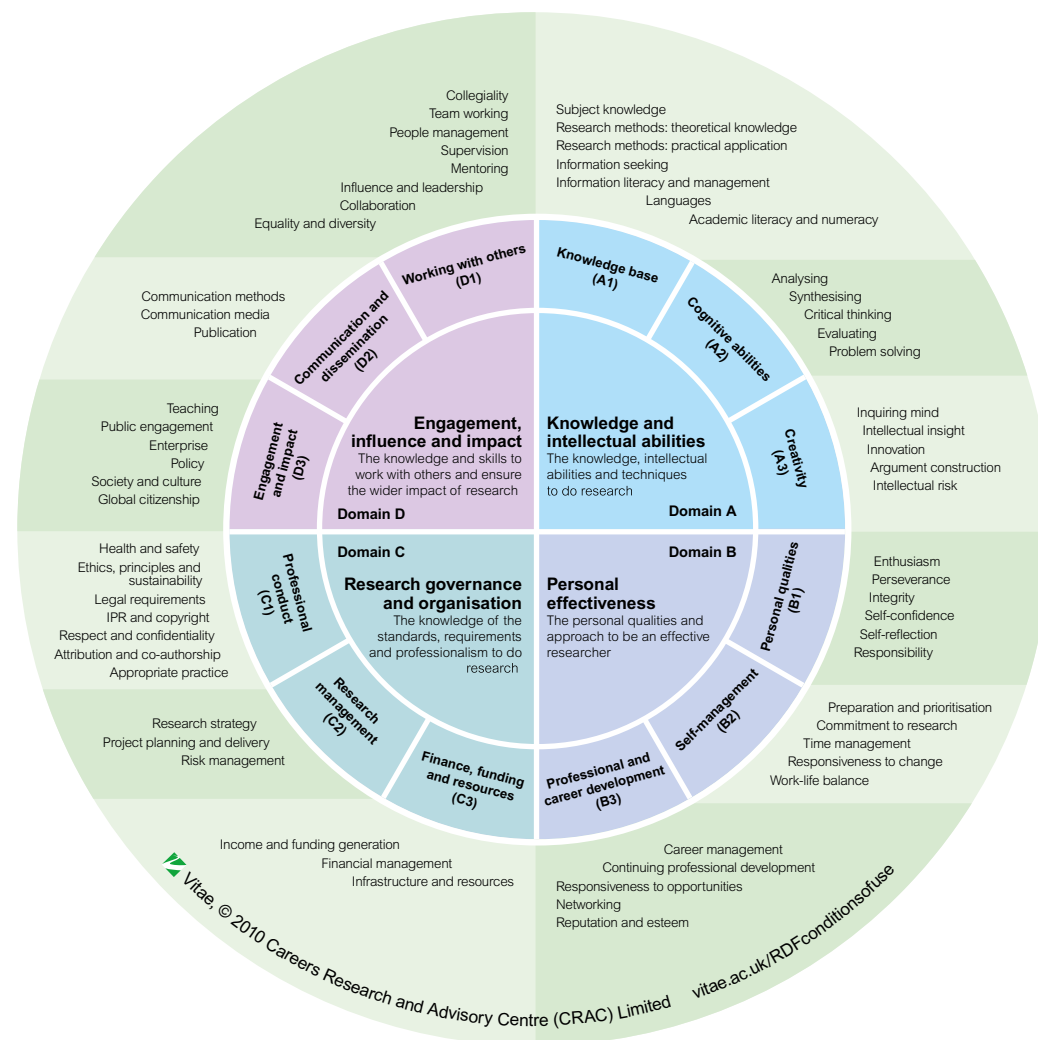 Collegiality
Team working
People management
Supervision
Mentoring
Influence and leadership
Collaboration
Equality and diversity
Subject knowledge
Research methods: theoretical knowledge
Research methods: practical application
Information seeking
Information literacy and management
Languages
Academic literacy and numeracy
Working with others
(D1)
Knowledge base
(A1)
Communication methods
Communication media
Publication
Communication and
dissemination
(D2)
Cognitive abilities
(A2)
Analysing
Synthesising
Critical thinking
Evaluating
Problem solving
Teaching
Public engagement
Enterprise
Policy
Society and culture
Global citizenship
Engagement
and impact
(D3)
Engagement,
influence and impact
The knowledge and skills to
work with others and ensure
the wider impact of research
Domain D
Knowledge and
intellectual abilities
The knowledge, intellectual
abilities and techniques
to do research
Domain A
Creativity
(A3)
Inquiring mind
Intellectual insight
Innovation
Argument construction
Intellectual risk
Health and safety
Ethics, principles and
sustainability
Legal requirements
IPR and copyright
Respect and confidentiality
Attribution and co-authorship
Appropriate practice
Professional
conduct
(C1)
Domain C
Research governance
and organisation
The knowledge of the
standards, requirements
and professionalism to do
research
Domain B
Personal
effectiveness
The personal qualities and
approach to be an effective
researcher
Personal qualities
(B1)
Enthusiasm
Perseverance
Integrity
Self-confidence
Self-reflection
Responsibility
Research strategy
Project planning and delivery
Risk management
Research
management
(C2)
Self-management
(B2)
Preparation and prioritisation
Commitment to research
Time management
Responsiveness to change
Work-life balance
Finance, funding
and resources
(C3)
Professional and
career development
(B3)
Income and funding generation
Financial management
Infrastructure and resources
Career management
Continuing professional development
Responsiveness to opportunities
Networking
Reputation and esteem
Vitae, © 2010 Careers Research and Advisory Centre (CRAC) Limited
vitae.ac.uk/RDFconditionsofuse